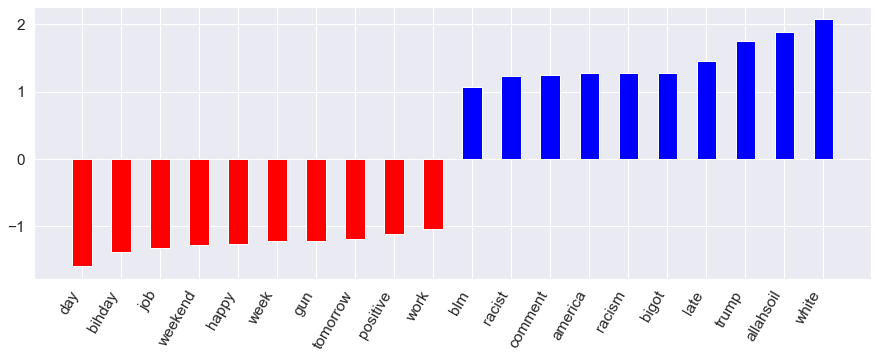 2
1
0
−1
day
bihday
job
weekend
happy
week
gun
tomorrow
positive
work
blm
racist
comment
america
racism
bigot
late
trump
allahsoil
white